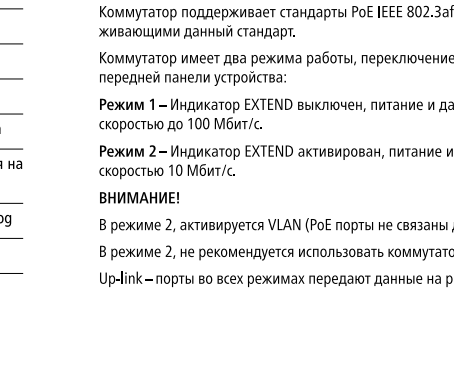 Коммутатор поддерживает стандарты PoE IEEE 802.3af
живающими данный стандарт.
Коммутатор имеет два режима работы, переключение
передней панели устройства:
Режим 1 – Индикатор EXTEND выключен, питание и да
скоростью до 100 Мбит/с.
я на
Режим 2 – Индикатор EXTEND активирован, питание и
скоростью 10 Мбит/с.
ВНИМАНИЕ!
og
В режиме 2, активируется VLAN (PoE порты не связаны
В режиме 2, не рекомендуется использовать коммутато
Up-link – порты во всех режимах передают данные на р